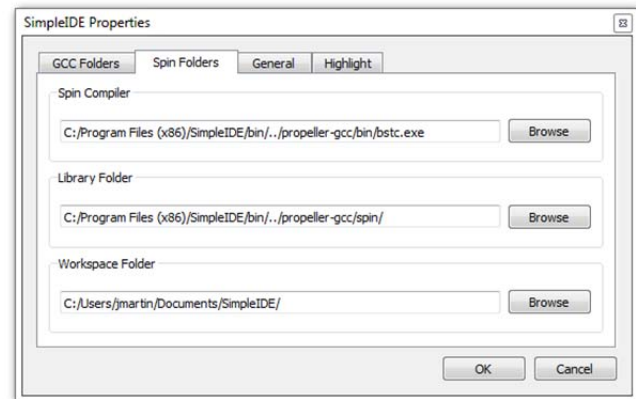 SimpleIDE Properties
GCC Folders Spin Folders General Highlight
Spin Compiler
C:/Program Files (x86)/SimpleIDE/bin/../propeller-gcc/bin/bstc.exe Browse
Library Folder
C:/Program Files (x86)/SimpleIDE/bin/../propeller-gcc/spin/ Browse
Workspace Folder
C:/Users/jmartin/Documents/SimpleIDE/ Browse
OK Cancel